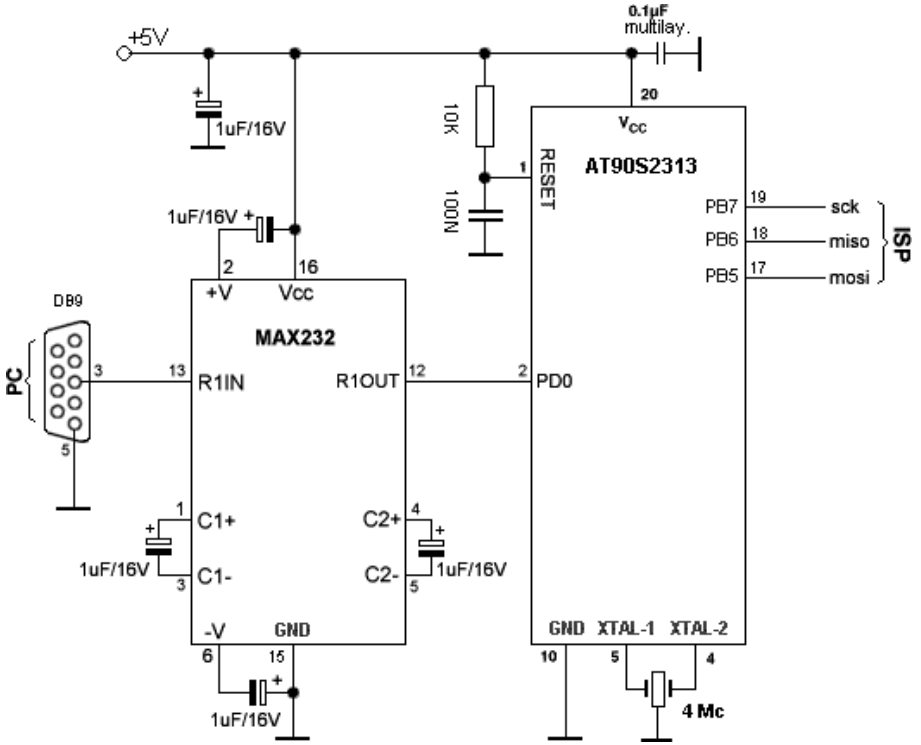 0.1µF
multilay.
+5V
+
1uF/16V
10K
20
VCC
1
RESET
AT90S2313
100N
PB7
19
sck
PB6
18
miso
PB5
17
mosi
ISP
1uF/16V
+
2
16
+V
VCC
DB9
MAX232
PC
3
13
R1IN
R1OUT
12
2
PD0
5
1
C1+
C2+
4
+
+
1uF/16V
1uF/16V
C1-
C2-
3
5
-V
GND
6
15
+
1uF/16V
GND
XTAL-1
XTAL-2
10
5
4
4 Mc